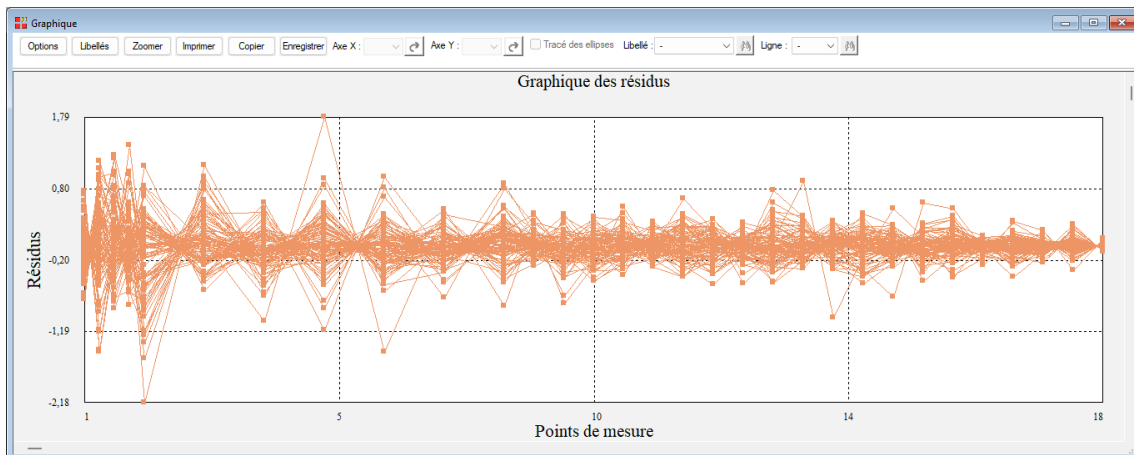 Graphique
Options Libellés Zoomer Imprimer Copier Enregistrer Axe X : Axe Y : Tracé des ellipses Libellé : - Ligne : -
Graphique des résidus
1,79
0,80
-0,20
-1,19
-2,18
Résidus
1 5 10 14 18
Points de mesure